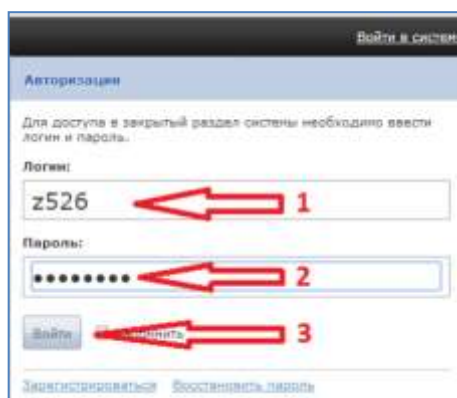 Войти в систем
Авторизация
Для доступа в закрытый раздел системы необходимо ввести
логин и пароль.
Логин:
z526
1
Пароль:
••••••••
2
Войти
3
Зарегистрироваться Восстановить пароль